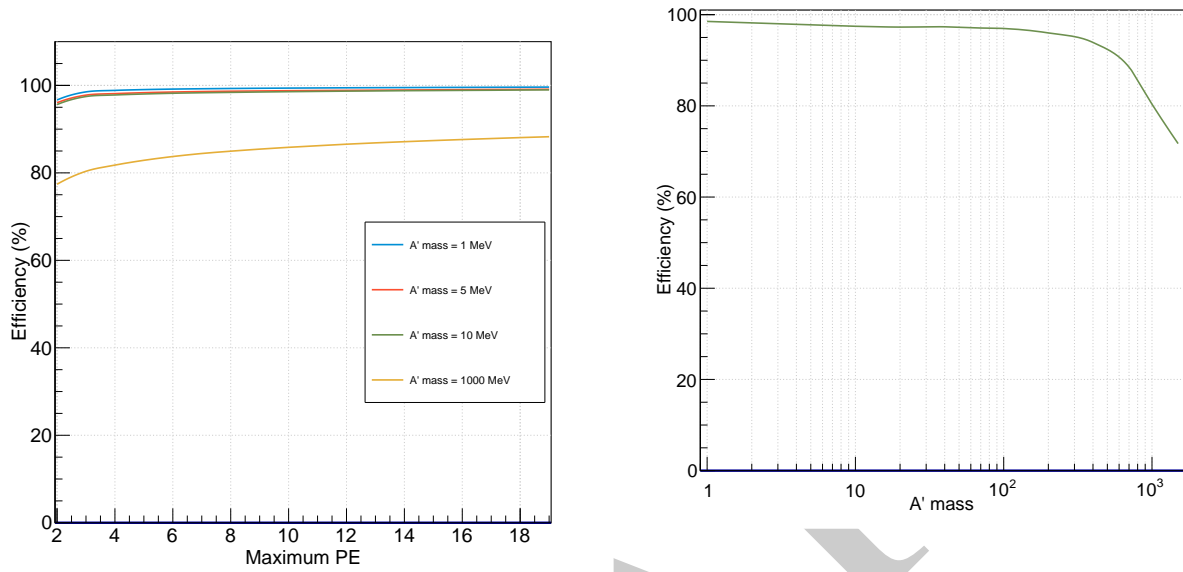 100
80
60
40
20
0
Efficiency (%)
A' mass = 1 MeV
A' mass = 5 MeV
A' mass = 10 MeV
A' mass = 1000 MeV
2 4 6 8 10 12 14 16 18
Maximum PE
100
80
60
40
20
0
Efficiency (%)
1 10 10² 10³
A' mass